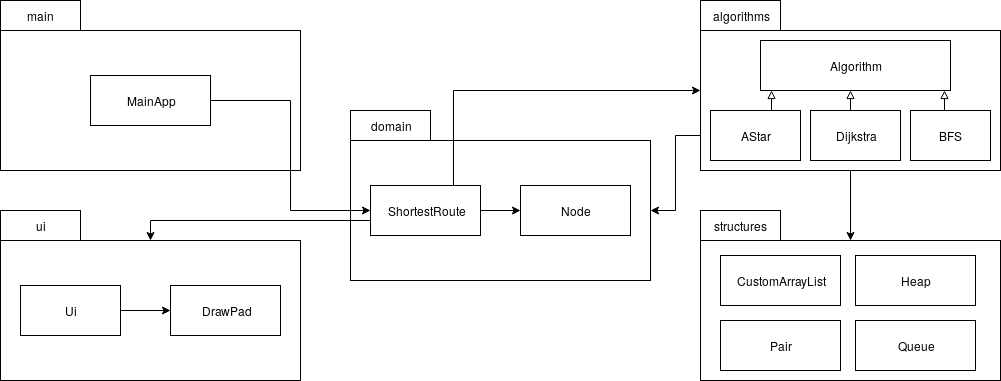 main
MainApp
algorithms
Algorithm
AStar
Dijkstra
BFS
domain
ShortestRoute
Node
ui
Ui
DrawPad
structures
CustomArrayList
Heap
Pair
Queue